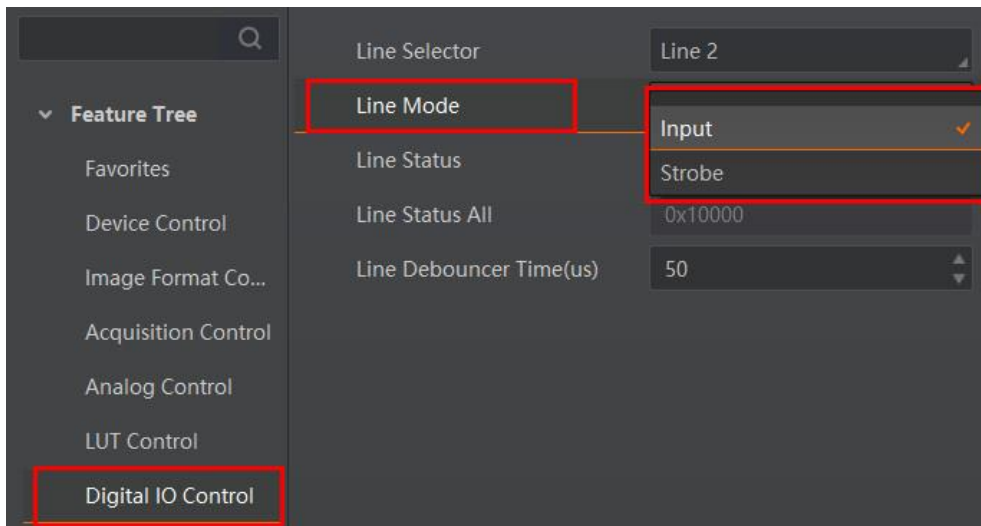 Feature Tree
Favorites
Device Control
Image Format Co...
Acquisition Control
Analog Control
LUT Control
Digital IO Control
Line Selector
Line 2
Line Mode
Input
Strobe
Line Status
Line Status All
0x10000
Line Debouncer Time(us)
50